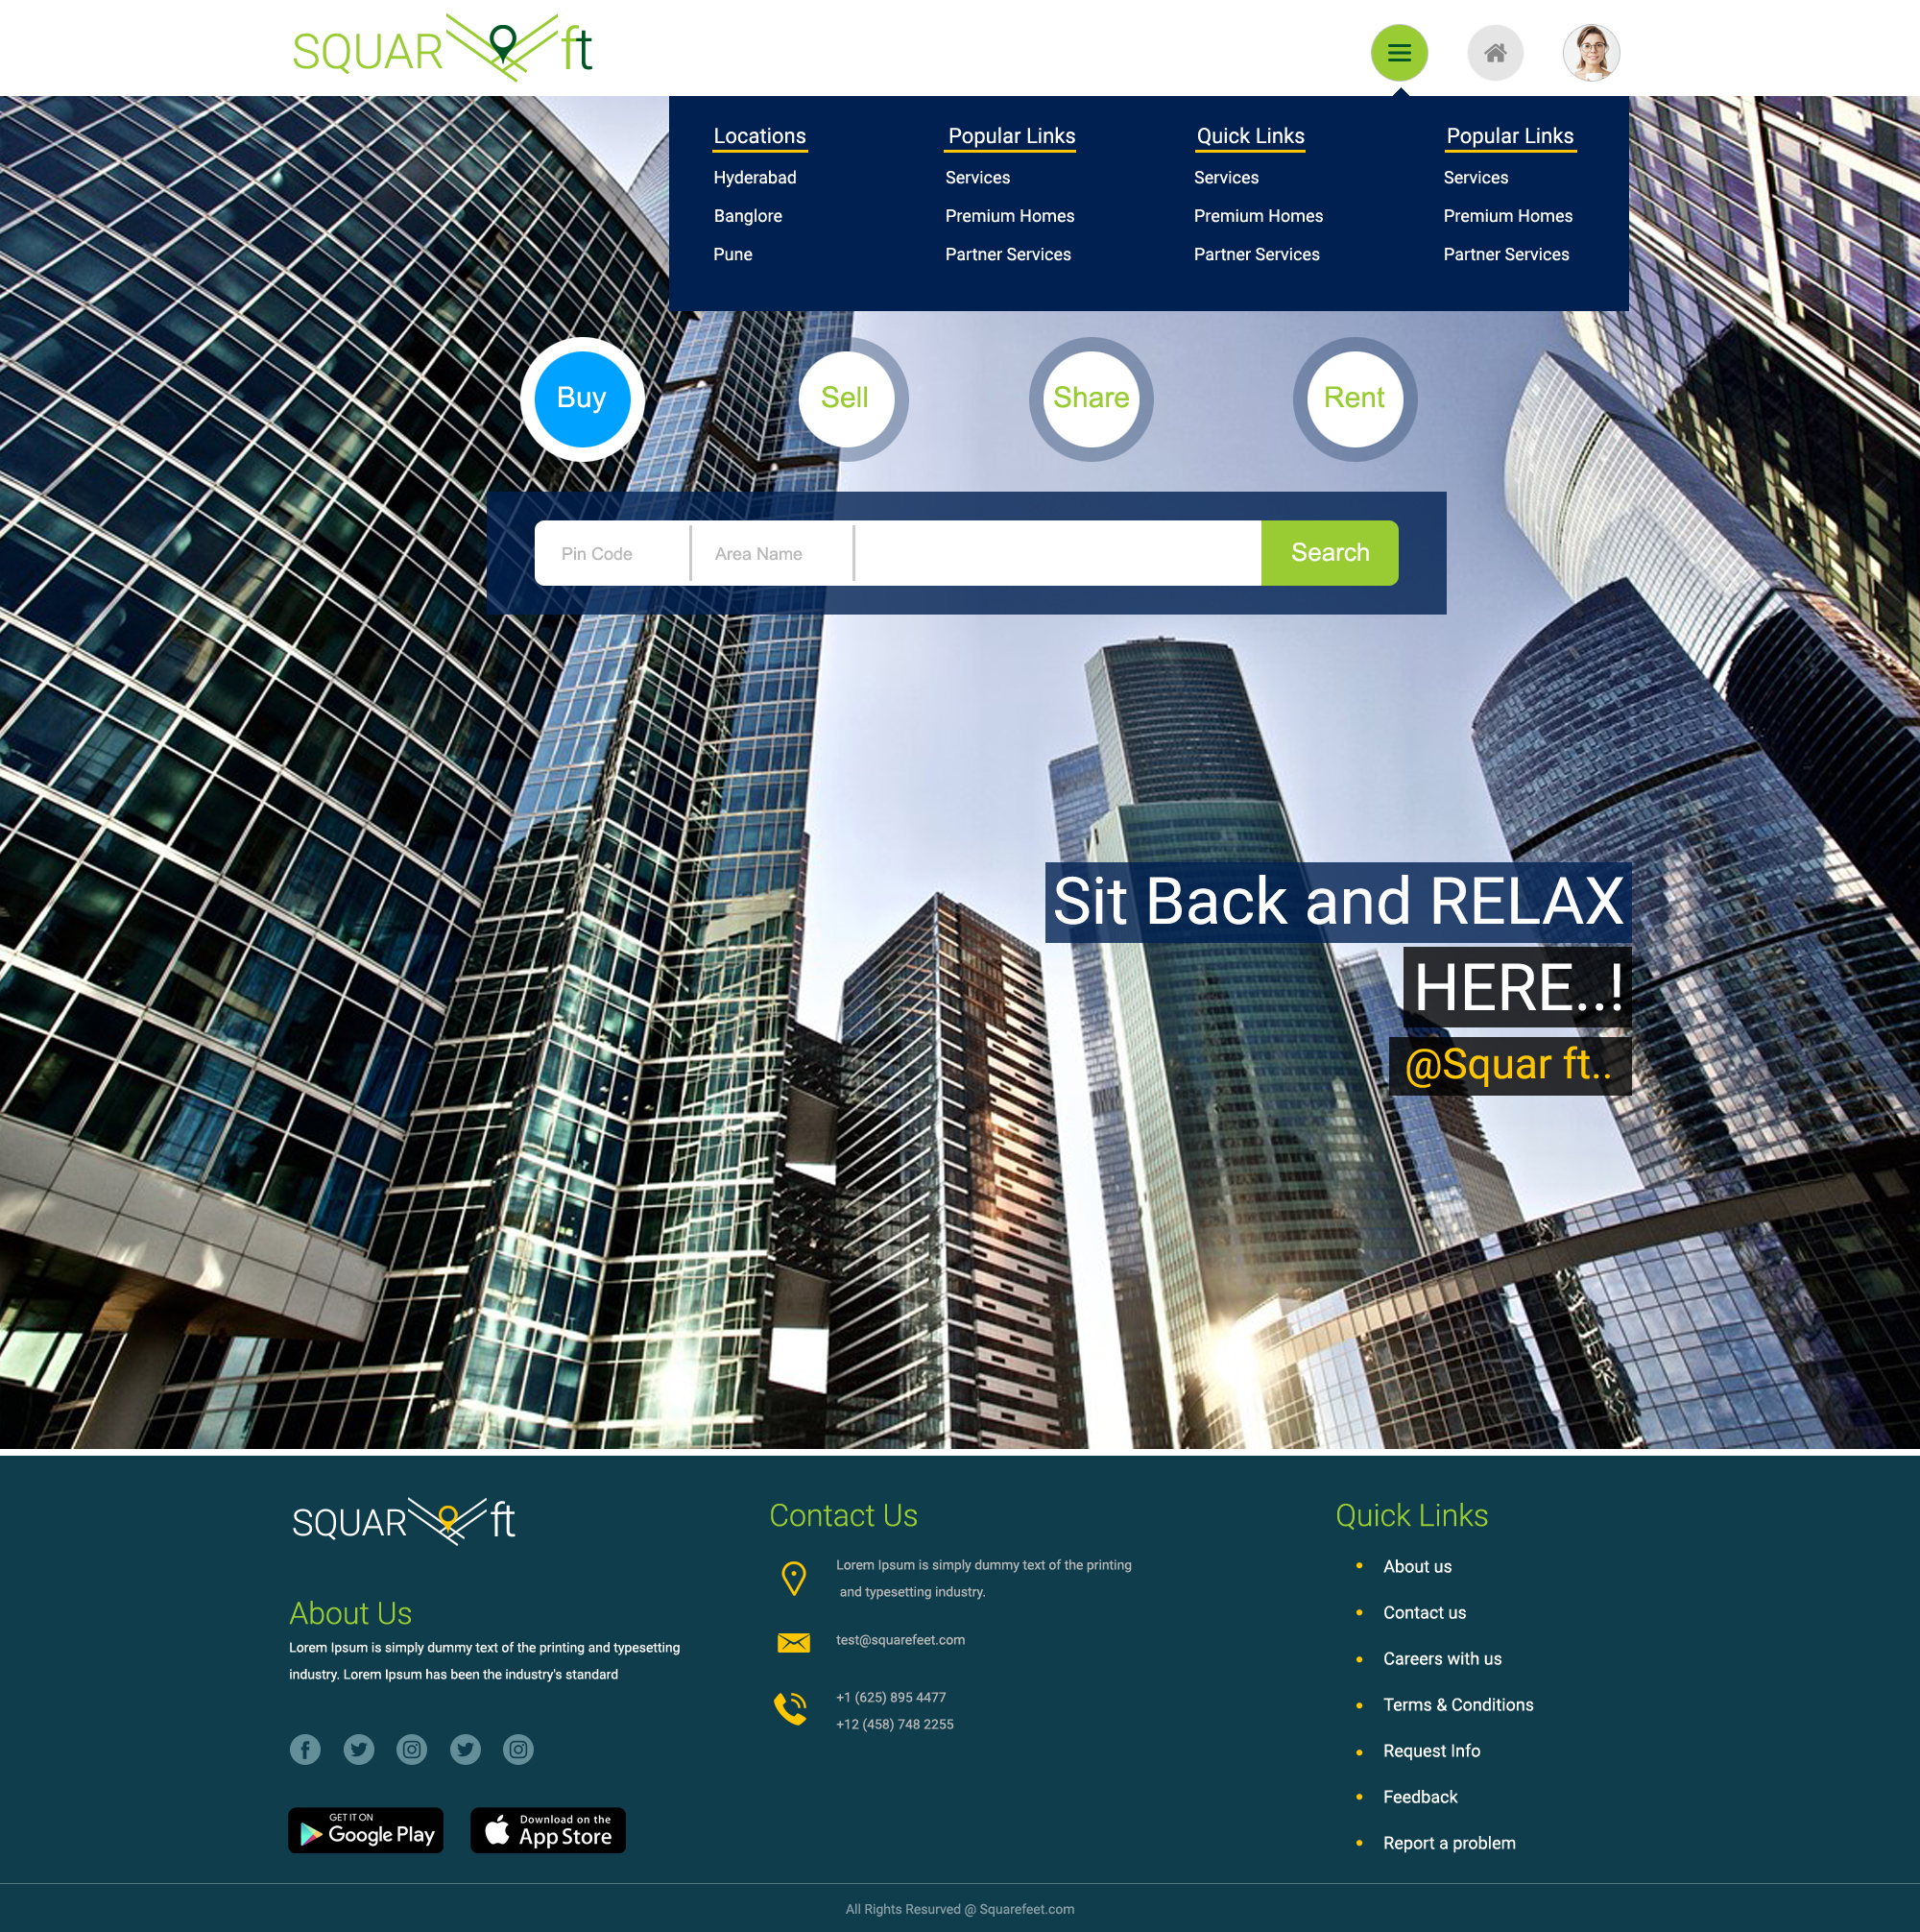 SQUAR ft
Locations
Hyderabad
Banglore
Pune
Popular Links
Services
Premium Homes
Partner Services
Quick Links
Services
Premium Homes
Partner Services
Popular Links
Services
Premium Homes
Partner Services
Buy
Sell
Share
Rent
Pin Code
Area Name
Search
Sit Back and RELAX
HERE..!
@Squar ft..
SQUAR ft
About Us
Lorem Ipsum is simply dummy text of the printing and typesetting
industry. Lorem Ipsum has been the industry's standard
GET IT ON
Google Play
Download on the
App Store
Contact Us
Lorem Ipsum is simply dummy text of the printing
and typesetting industry.
test@squarefeet.com
+1 (625) 895 4477
+12 (458) 748 2255
Quick Links
About us
Contact us
Careers with us
Terms & Conditions
Request Info
Feedback
Report a problem
All Rights Resurved @ Squarefeet.com